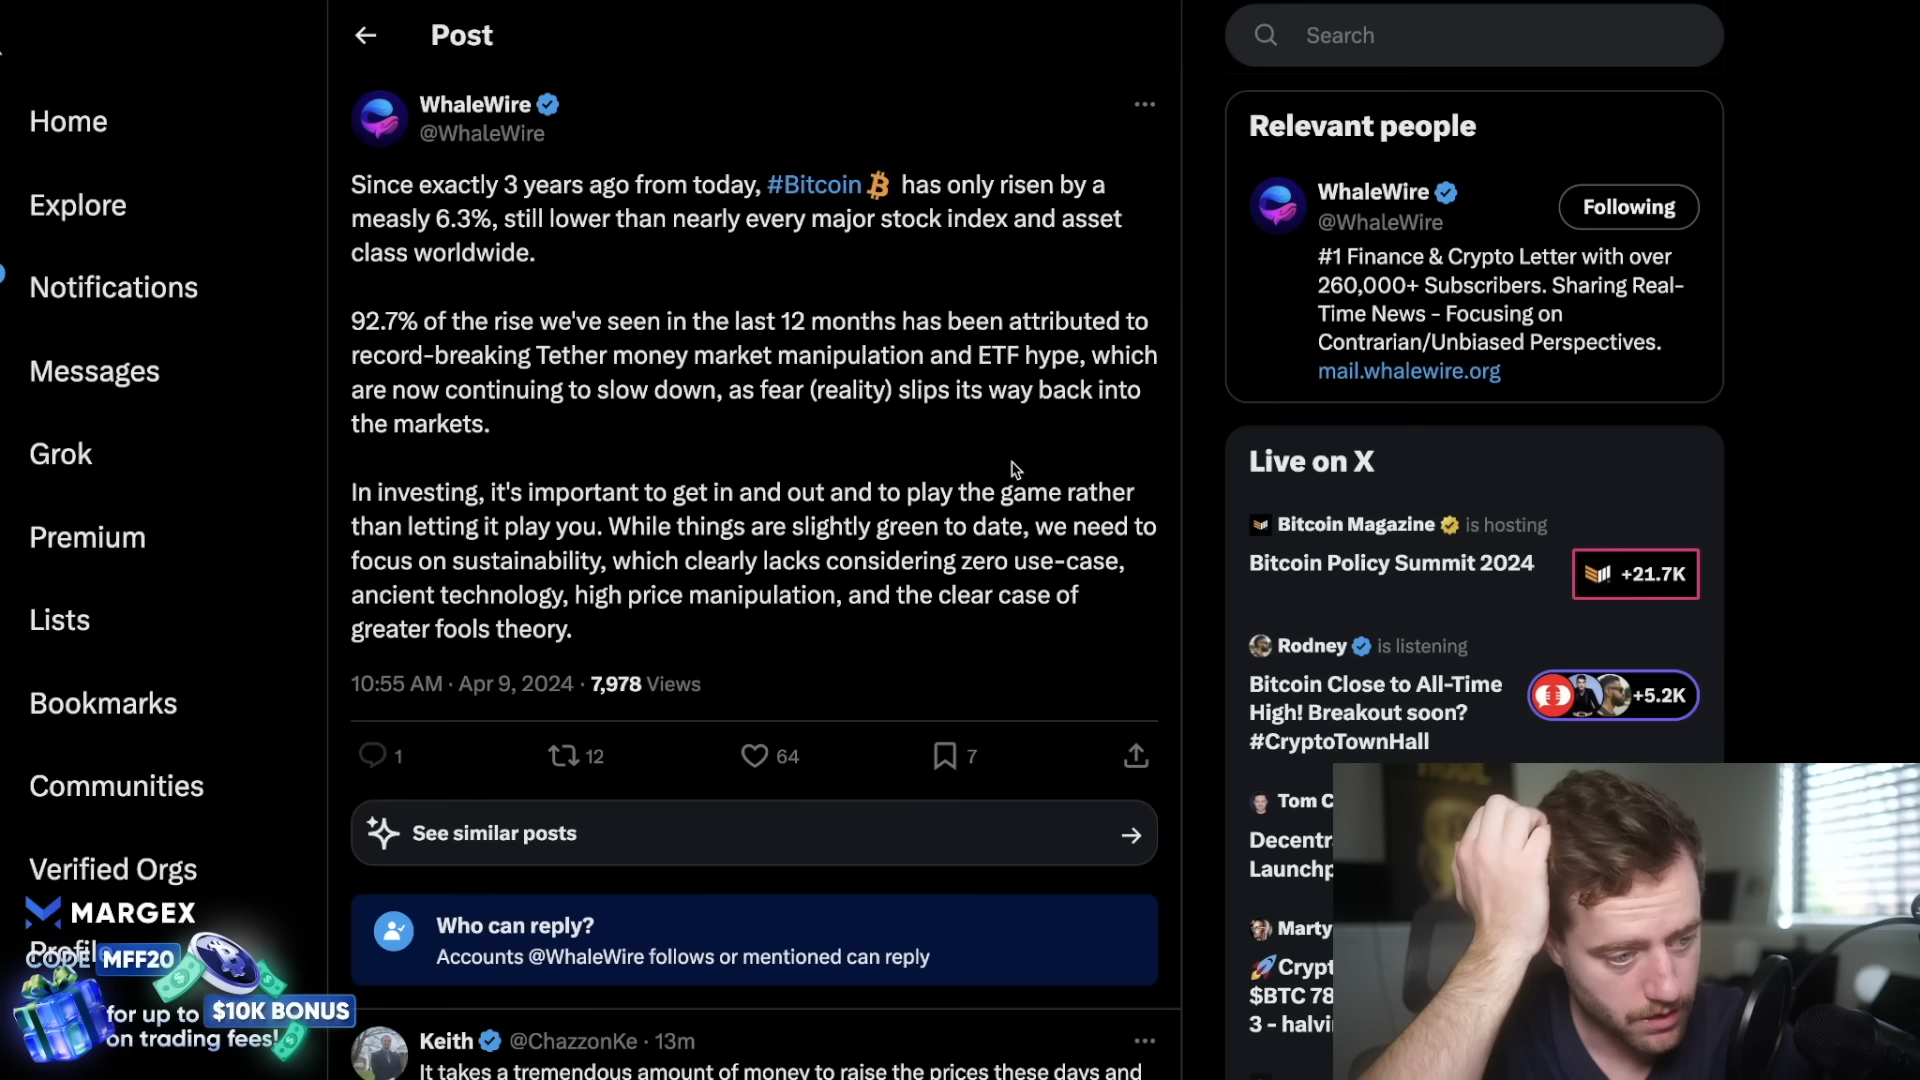 Home
Explore
Notifications
Messages
Grok
Premium
Lists
Bookmarks
Communities
Verified Orgs
Profile
MARGEX
CODE MFF20
for up to $10K BONUS
on trading fees!
Post
WhaleWire
@WhaleWire
Since exactly 3 years ago from today, #Bitcoin has only risen by a
measly 6.3%, still lower than nearly every major stock index and asset
class worldwide.
92.7% of the rise we've seen in the last 12 months has been attributed to
record-breaking Tether money market manipulation and ETF hype, which
are now continuing to slow down, as fear (reality) slips its way back into
the markets.
In investing, it's important to get in and out and to play the game rather
than letting it play you. While things are slightly green to date, we need to
focus on sustainability, which clearly lacks considering zero use-case,
ancient technology, high price manipulation, and the clear case of
greater fools theory.
10:55 AM · Apr 9, 2024 · 7,978 Views
1 12 64 7
See similar posts
Who can reply?
Accounts @WhaleWire follows or mentioned can reply
Keith @ChazzonKe · 13m
It takes a tremendous amount of money to raise the prices these days and
Search
Relevant people
WhaleWire
@WhaleWire
Following
#1 Finance & Crypto Letter with over
260,000+ Subscribers. Sharing Real-
Time News - Focusing on
Contrarian/Unbiased Perspectives.
mail.whalewire.org
Live on X
Bitcoin Magazine is hosting
Bitcoin Policy Summit 2024
+21.7K
Rodney is listening
Bitcoin Close to All-Time
High! Breakout soon?
#CryptoTownHall
+5.2K
Tom C
Decentr
Launchp
Marty
Crypt
$BTC 78
3 - halvi